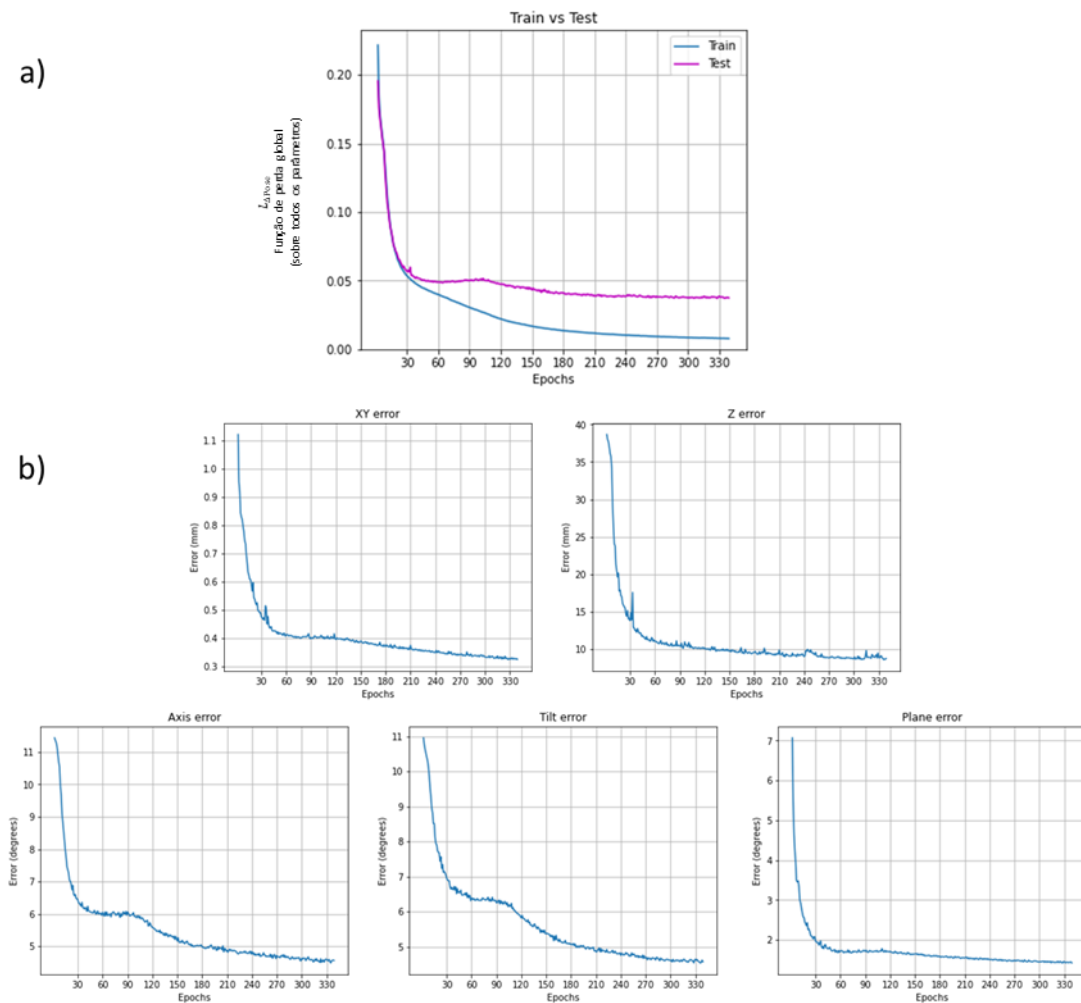 a)
Train vs Test
Train
Test
0.20
0.15
0.10
0.05
0.00
L ΔPose
Função de perda global
(sobre todos os parâmetros)
30 60 90 120 150 180 210 240 270 300 330
Epochs
b)
XY error
1.1
1.0
0.9
0.8
0.7
0.6
0.5
0.4
0.3
Error (mm)
30 60 90 120 150 180 210 240 270 300 330
Epochs
Z error
40
35
30
25
20
15
10
Error (mm)
30 60 90 120 150 180 210 240 270 300 330
Epochs
Axis error
11
10
9
8
7
6
5
Error (degrees)
30 60 90 120 150 180 210 240 270 300 330
Epochs
Tilt error
11
10
9
8
7
6
5
Error (degrees)
30 60 90 120 150 180 210 240 270 300 330
Epochs
Plane error
7
6
5
4
3
2
Error (degrees)
30 60 90 120 150 180 210 240 270 300 330
Epochs